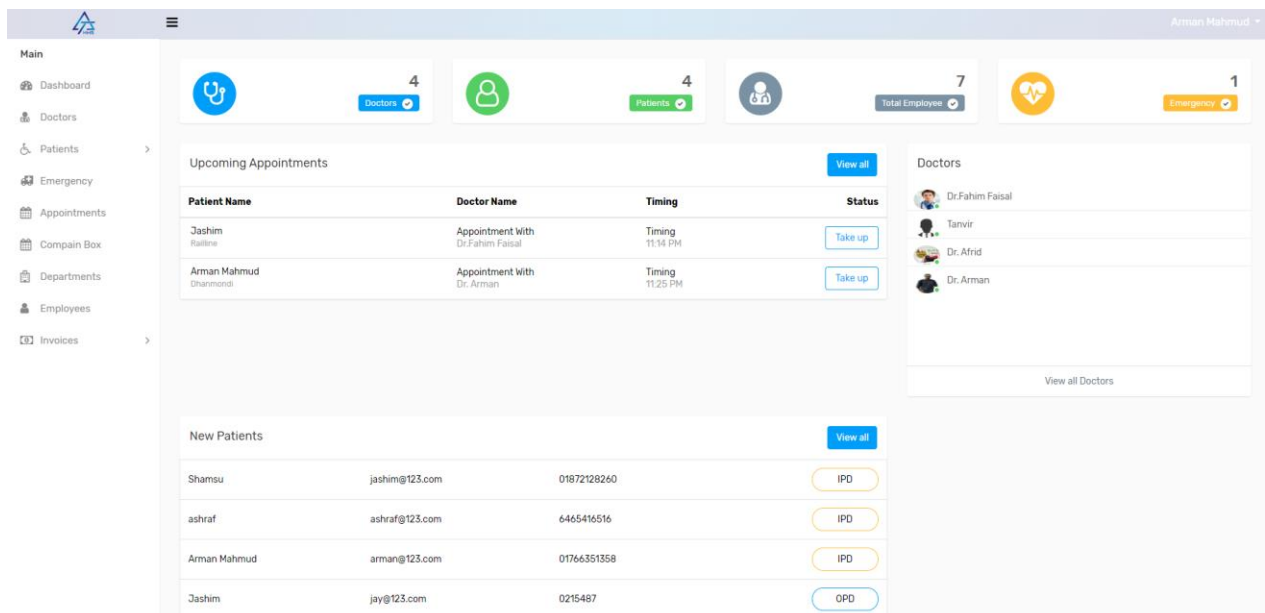 HMS
Arman Mahmud
Main
Dashboard
Doctors
Patients
Emergency
Appointments
Compain Box
Departments
Employees
Invoices
4
Doctors
4
Patients
7
Total Employee
1
Emergency
Upcoming Appointments View all
Patient Name Doctor Name Timing Status
Jashim Appointment With Timing Take up
Railline Dr.Fahim Faisal 11:14 PM
Arman Mahmud Appointment With Timing Take up
Dhanmondi Dr. Arman 11:25 PM
Doctors
Dr.Fahim Faisal
Tanvir
Dr. Afrid
Dr. Arman
View all Doctors
New Patients View all
Shamsu jashim@123.com 01872128260 IPD
ashraf ashraf@123.com 6465416516 IPD
Arman Mahmud arman@123.com 01766351358 IPD
Jashim jay@123.com 0215487 OPD